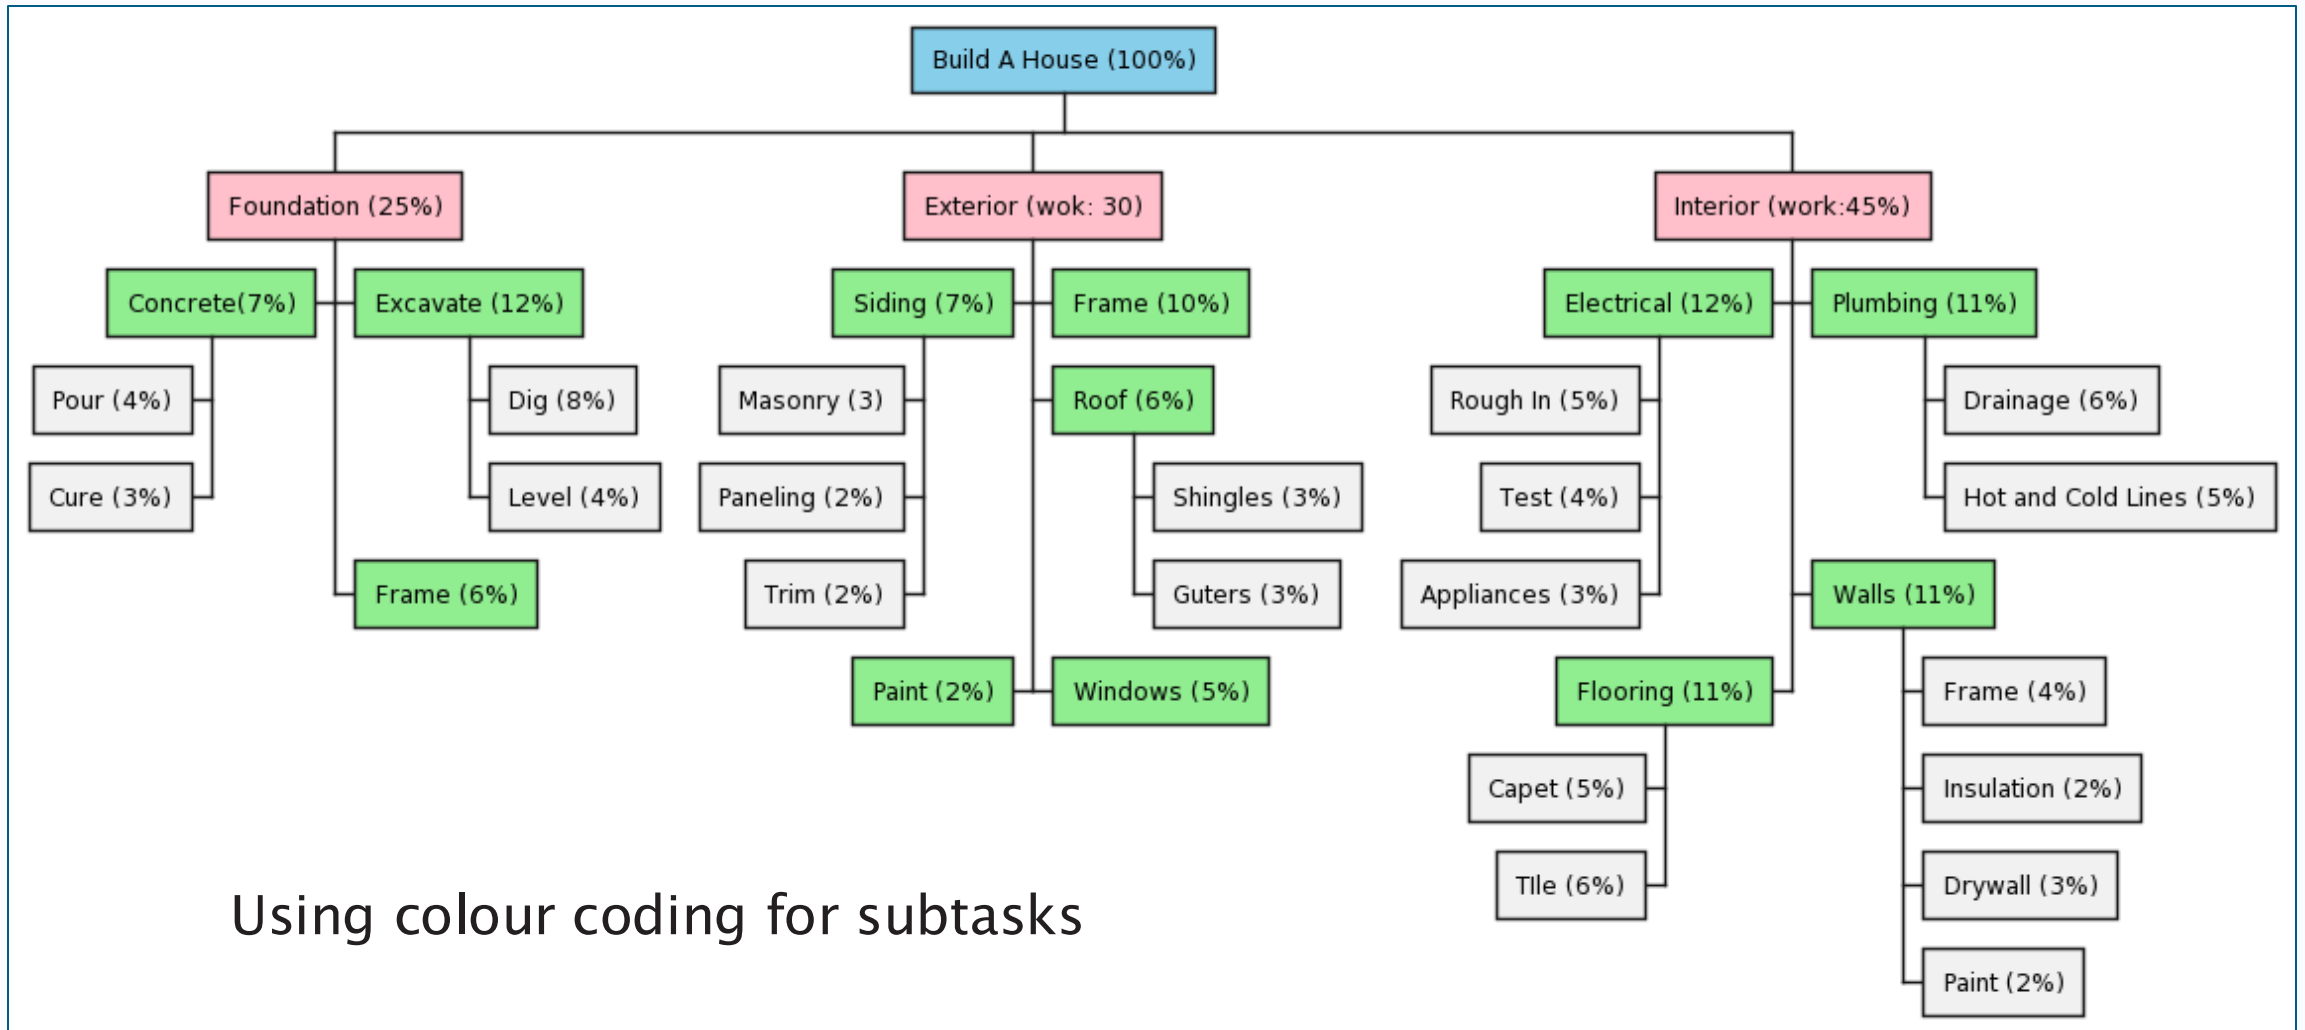 Build A House (100%)
Foundation (25%)
Exterior (wok: 30)
Interior (work:45%)
Concrete(7%)
Excavate (12%)
Siding (7%)
Frame (10%)
Electrical (12%)
Plumbing (11%)
Pour (4%)
Dig (8%)
Masonry (3)
Roof (6%)
Rough In (5%)
Drainage (6%)
Cure (3%)
Level (4%)
Paneling (2%)
Shingles (3%)
Test (4%)
Hot and Cold Lines (5%)
Frame (6%)
Trim (2%)
Guters (3%)
Appliances (3%)
Walls (11%)
Paint (2%)
Windows (5%)
Flooring (11%)
Frame (4%)
Capet (5%)
Insulation (2%)
TIle (6%)
Drywall (3%)
Using colour coding for subtasks
Paint (2%)